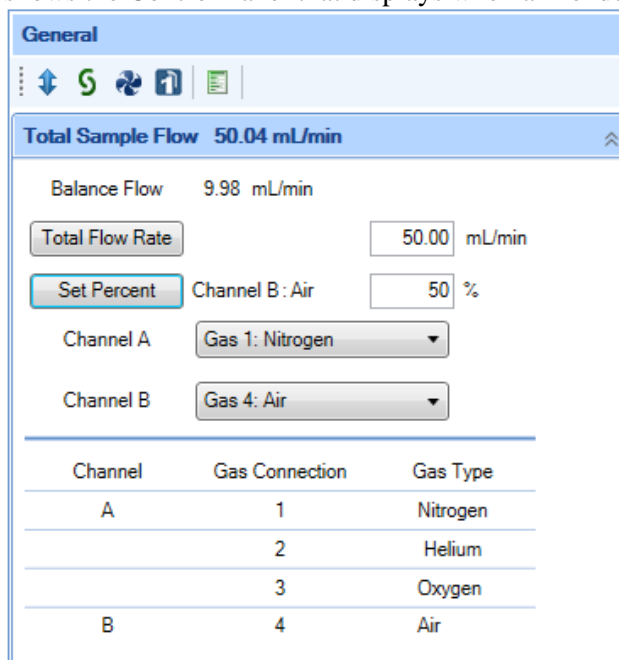 General
Total Sample Flow 50.04 mL/min
Balance Flow 9.98 mL/min
Total Flow Rate 50.00 mL/min
Set Percent Channel B : Air 50 %
Channel A Gas 1: Nitrogen
Channel B Gas 4: Air
Channel Gas Connection Gas Type
A 1 Nitrogen
2 Helium
3 Oxygen
B 4 Air